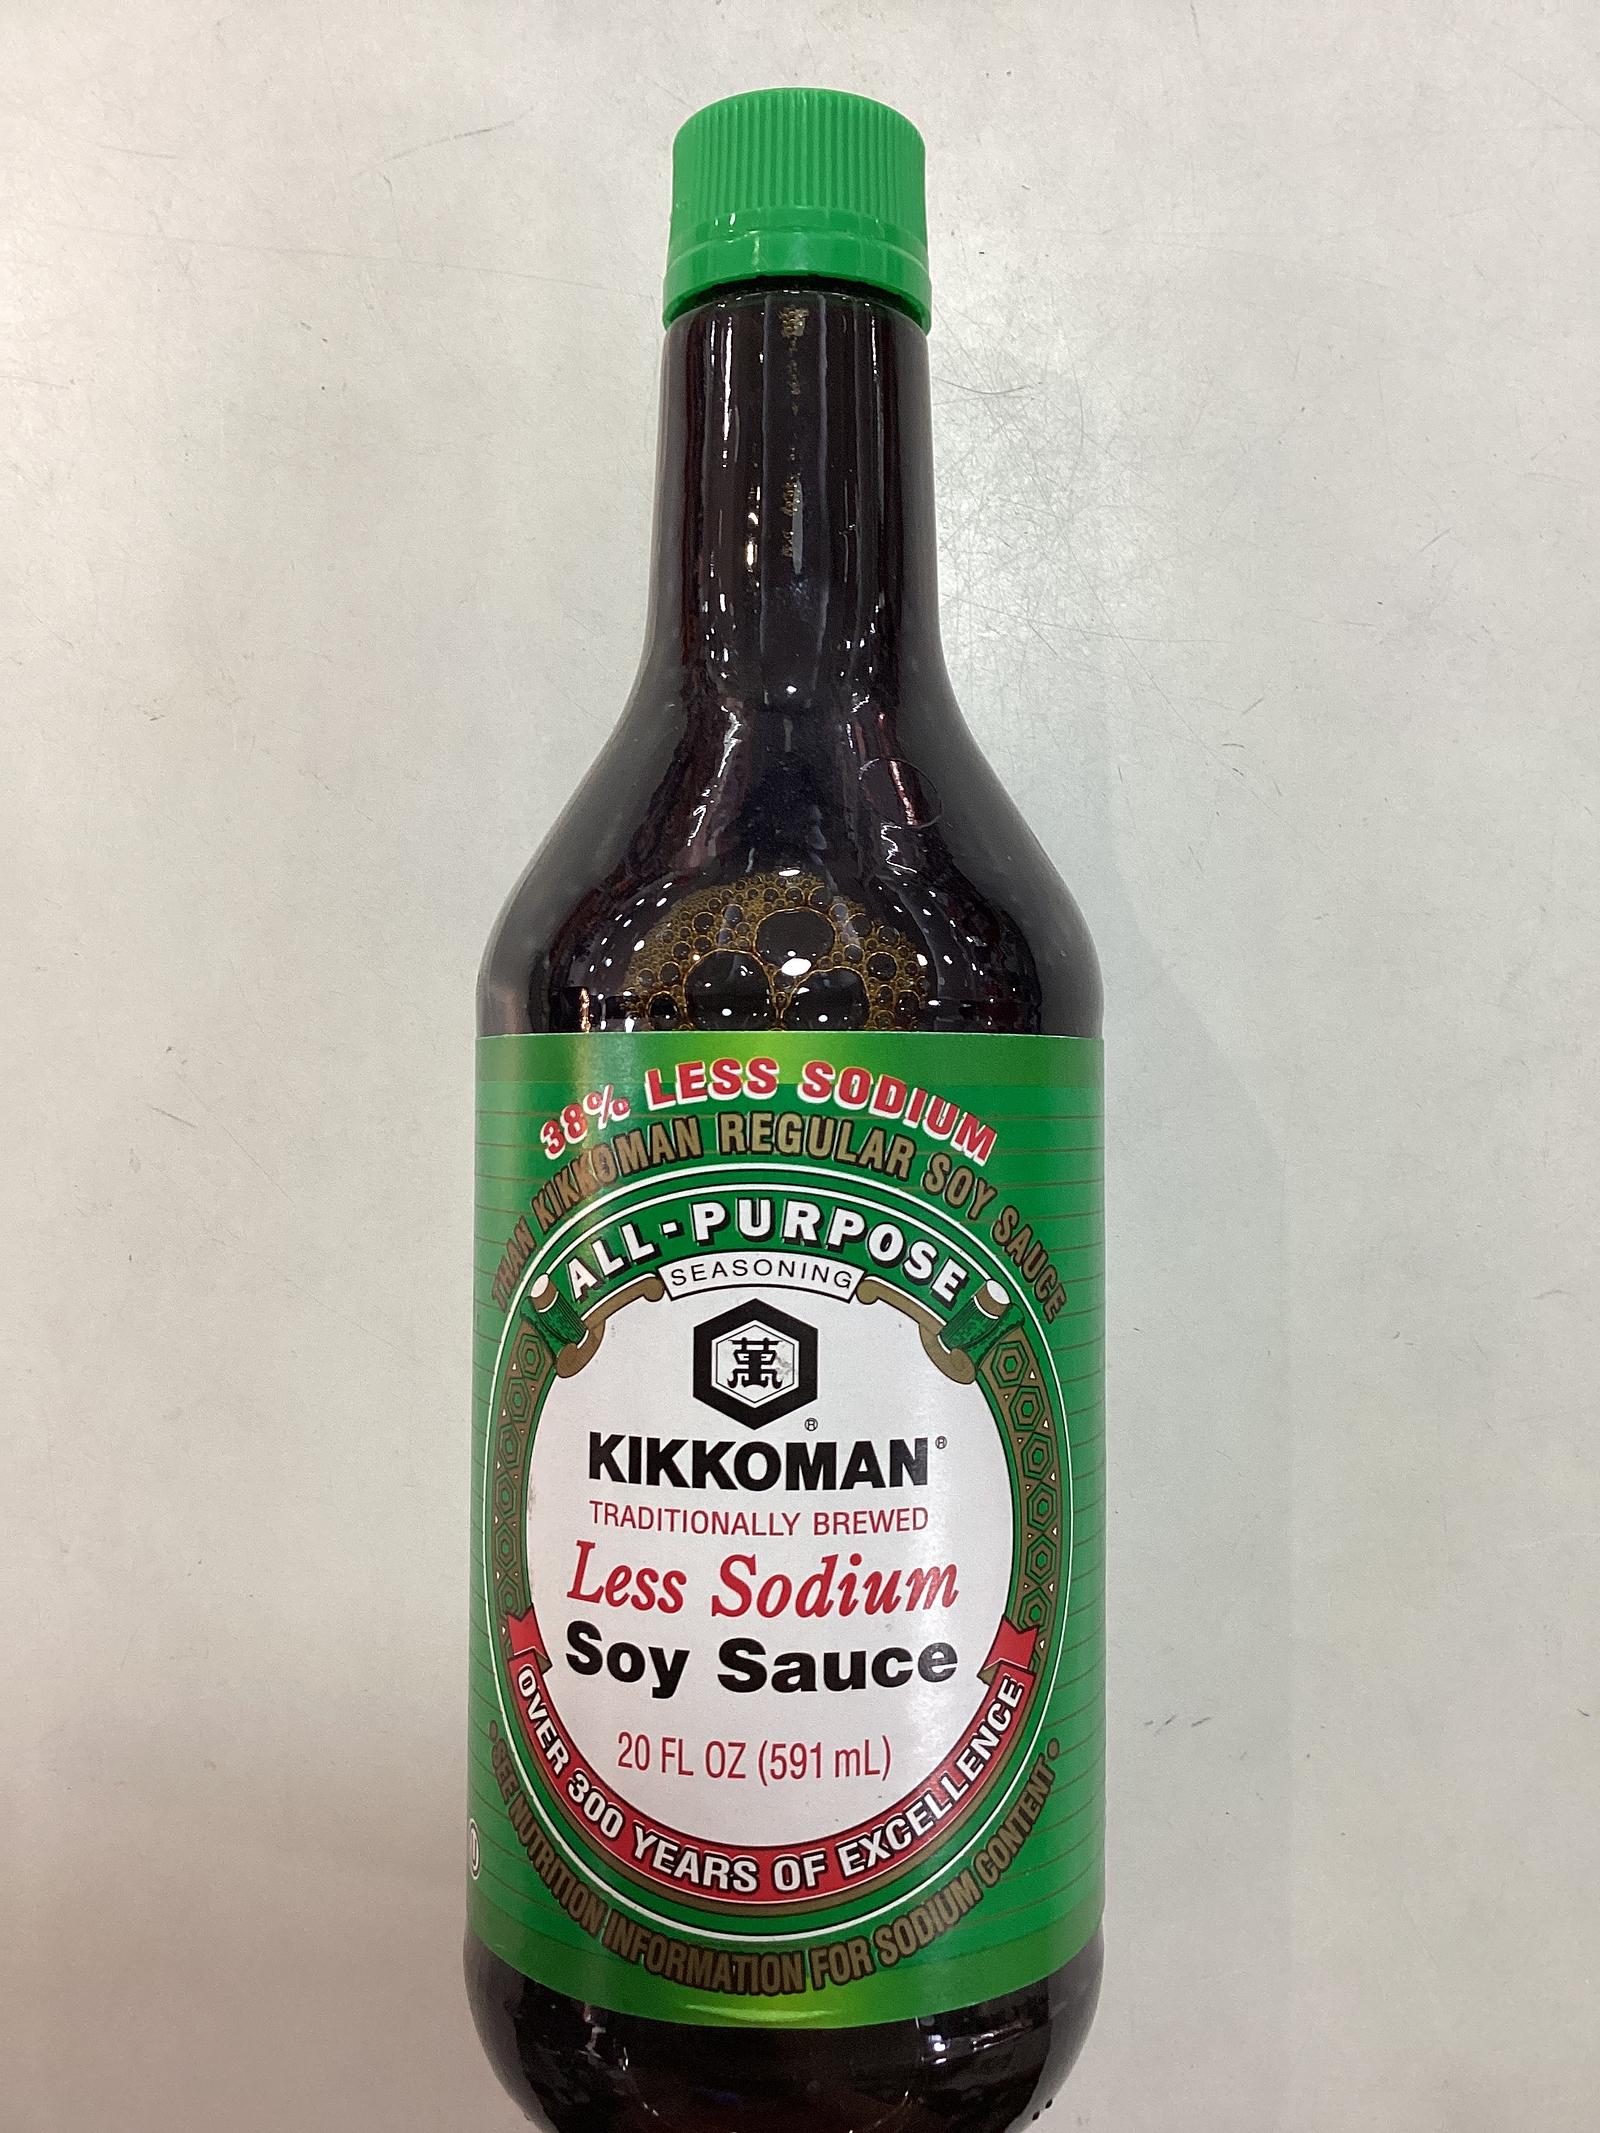 38% LESS SODIUM
THAN KIKKOMAN REGULAR SOY SAUCE
ALL-PURPOSE
SEASONING
萬
®
KIKKOMAN®
TRADITIONALLY BREWED
Less Sodium
Soy Sauce
20 FL OZ (591 mL)
OVER 300 YEARS OF EXCELLENCE
• SEE NUTRITION INFORMATION FOR SODIUM CONTENT •
U